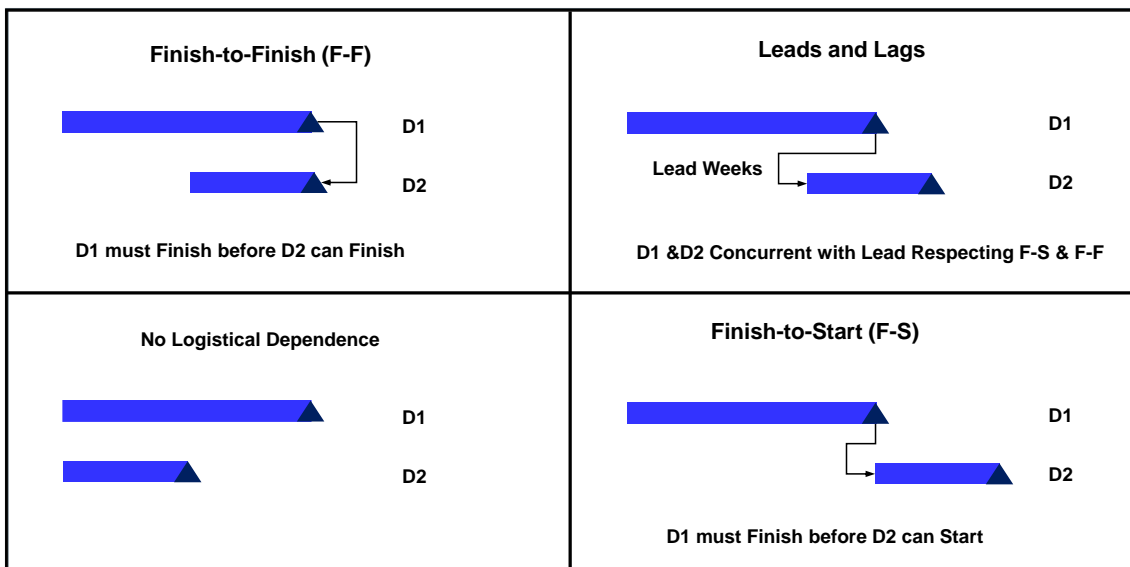 Finish-to-Finish (F-F)
D1
D2
D1 must Finish before D2 can Finish
Leads and Lags
D1
Lead Weeks
D2
D1 &D2 Concurrent with Lead Respecting F-S & F-F
No Logistical Dependence
D1
D2
Finish-to-Start (F-S)
D1
D2
D1 must Finish before D2 can Start